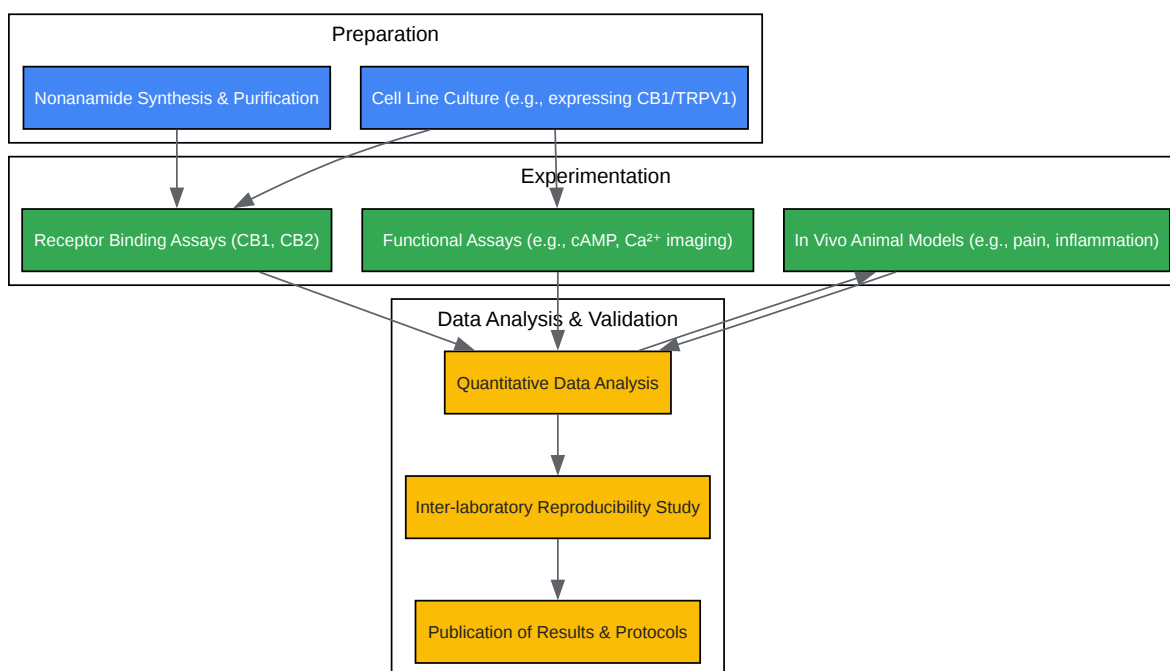 Preparation
Nonanamide Synthesis & Purification
Cell Line Culture (e.g., expressing CB1/TRPV1)
Experimentation
Receptor Binding Assays (CB1, CB2)
Functional Assays (e.g., cAMP, Ca²⁺ imaging)
In Vivo Animal Models (e.g., pain, inflammation)
Data Analysis & Validation
Quantitative Data Analysis
Inter-laboratory Reproducibility Study
Publication of Results & Protocols